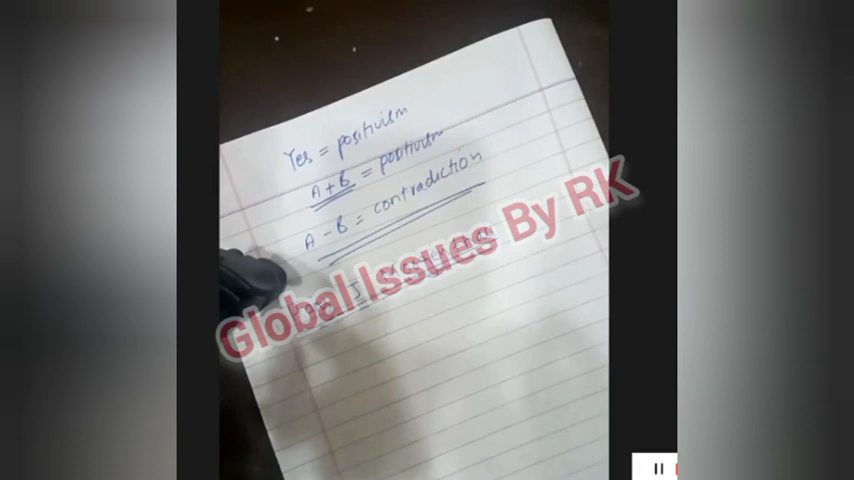 Yes = positivism
A + B = positivism
A - B = contradiction
Global Issues By RK